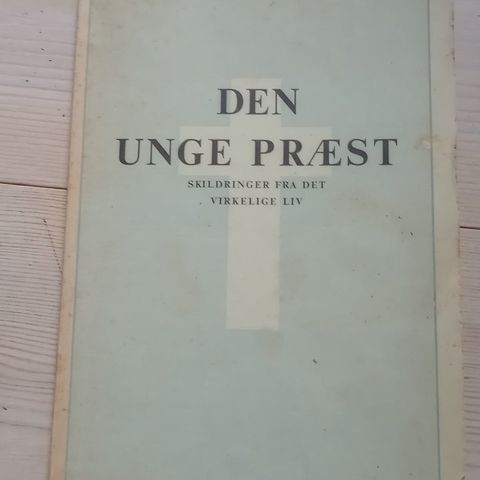 DEN
UNGE PRÆST
SKILDRINGER FRA DET
VIRKELIGE LIV